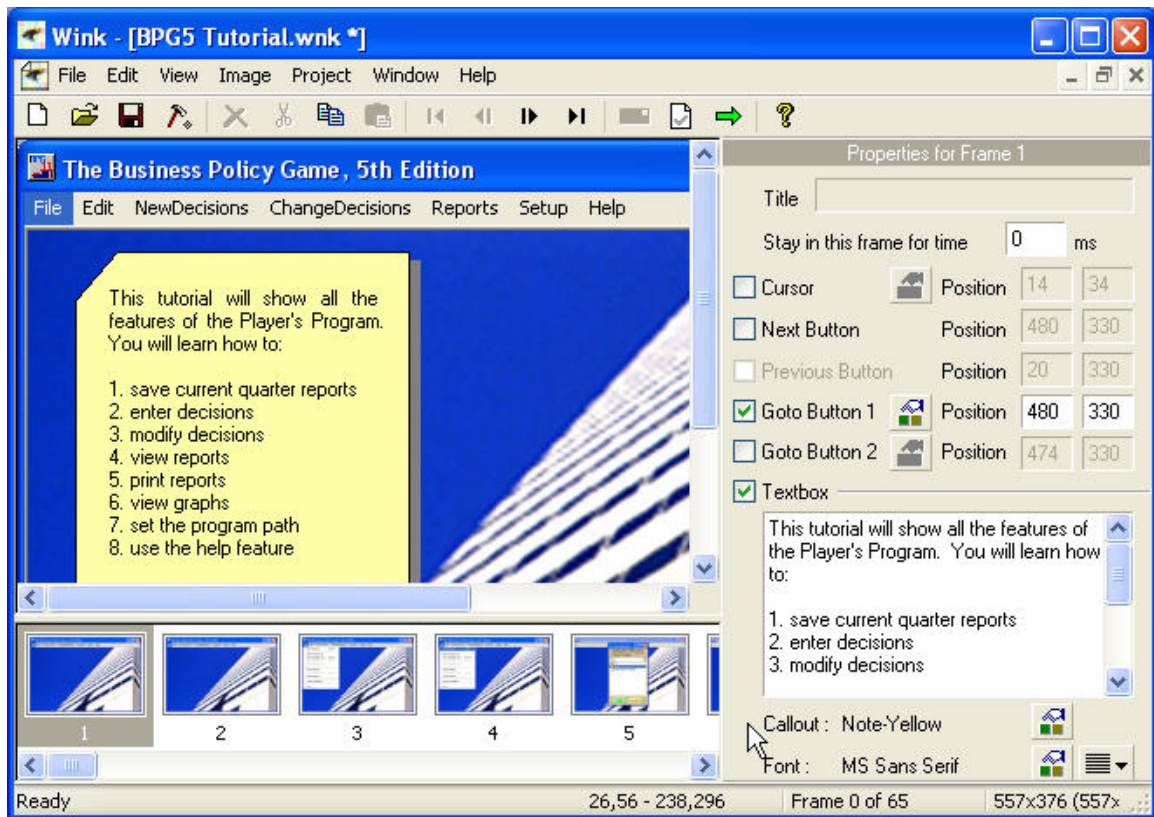 Wink - [BPG5 Tutorial.wnk *]
File Edit View Image Project Window Help
The Business Policy Game, 5th Edition
File Edit NewDecisions ChangeDecisions Reports Setup Help
This tutorial will show all the
features of the Player's Program.
You will learn how to:
1. save current quarter reports
2. enter decisions
3. modify decisions
4. view reports
5. print reports
6. view graphs
7. set the program path
8. use the help feature
1 2 3 4 5
Properties for Frame 1
Title
Stay in this frame for time 0 ms
Cursor Position 14 34
Next Button Position 480 330
Previous Button Position 20 330
Goto Button 1 Position 480 330
Goto Button 2 Position 474 330
Textbox
This tutorial will show all the features of
the Player's Program. You will learn how
to:
1. save current quarter reports
2. enter decisions
3. modify decisions
Callout : Note-Yellow
Font : MS Sans Serif
Ready 26,56 - 238,296 Frame 0 of 65 557x376 (557x